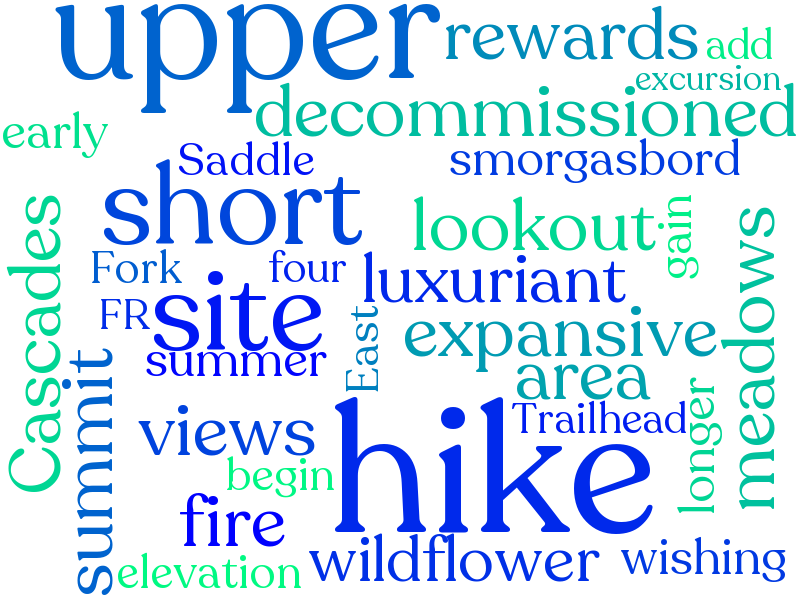 upper
rewards
add
excursion
decommissioned
early
Saddle
smorgasbord
short
Cascades
lookout
gain
meadows
Fork
four
luxuriant
FR
site
East
expansive
summer
summit
area
views
Trailhead
longer
hike
begin
fire
wildflower
wishing
elevation